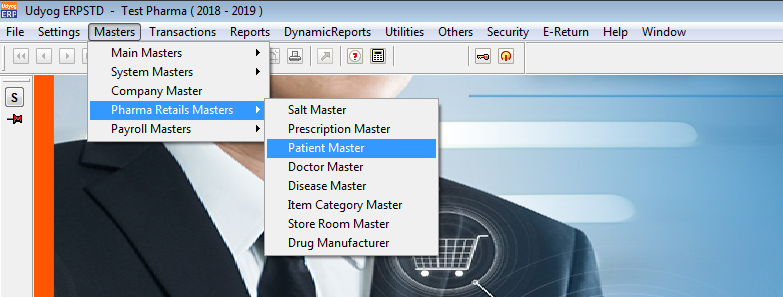 ERP Udyog ERPSTD - Test Pharma ( 2018 - 2019 )
File Settings Masters Transactions Reports DynamicReports Utilities Others Security E-Return Help Window
Main Masters
System Masters
Company Master
Pharma Retails Masters
Payroll Masters
S
Salt Master
Prescription Master
Patient Master
Doctor Master
Disease Master
Item Category Master
Store Room Master
Drug Manufacturer